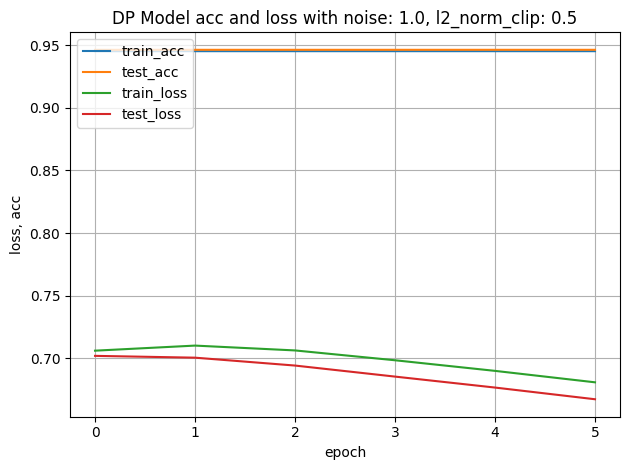 DP Model acc and loss with noise: 1.0, l2_norm_clip: 0.5
train_acc
test_acc
train_loss
test_loss
0.95
0.90
0.85
0.80
0.75
0.70
loss, acc
0 1 2 3 4 5
epoch